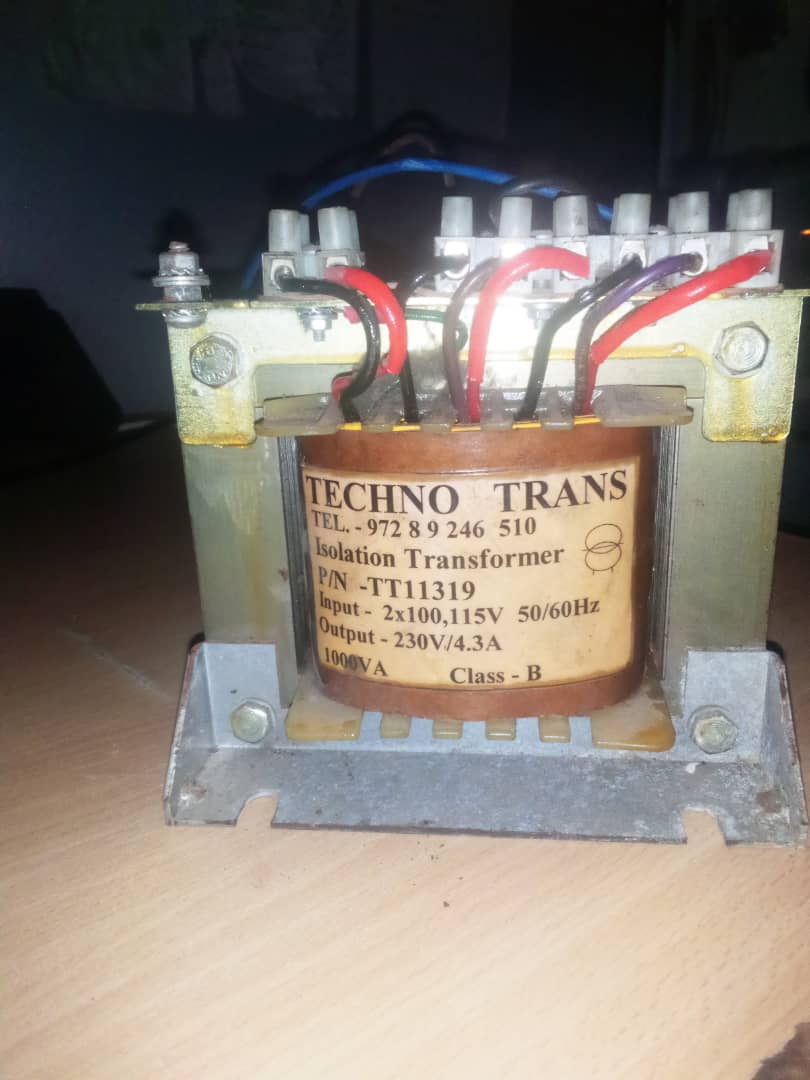 TECHNO TRANS
TEL. - 972 8 9 246 510
Isolation Transformer
P/N -TT11319
Input - 2x100,115V 50/60Hz
Output - 230V/4.3A
1000VA Class - B